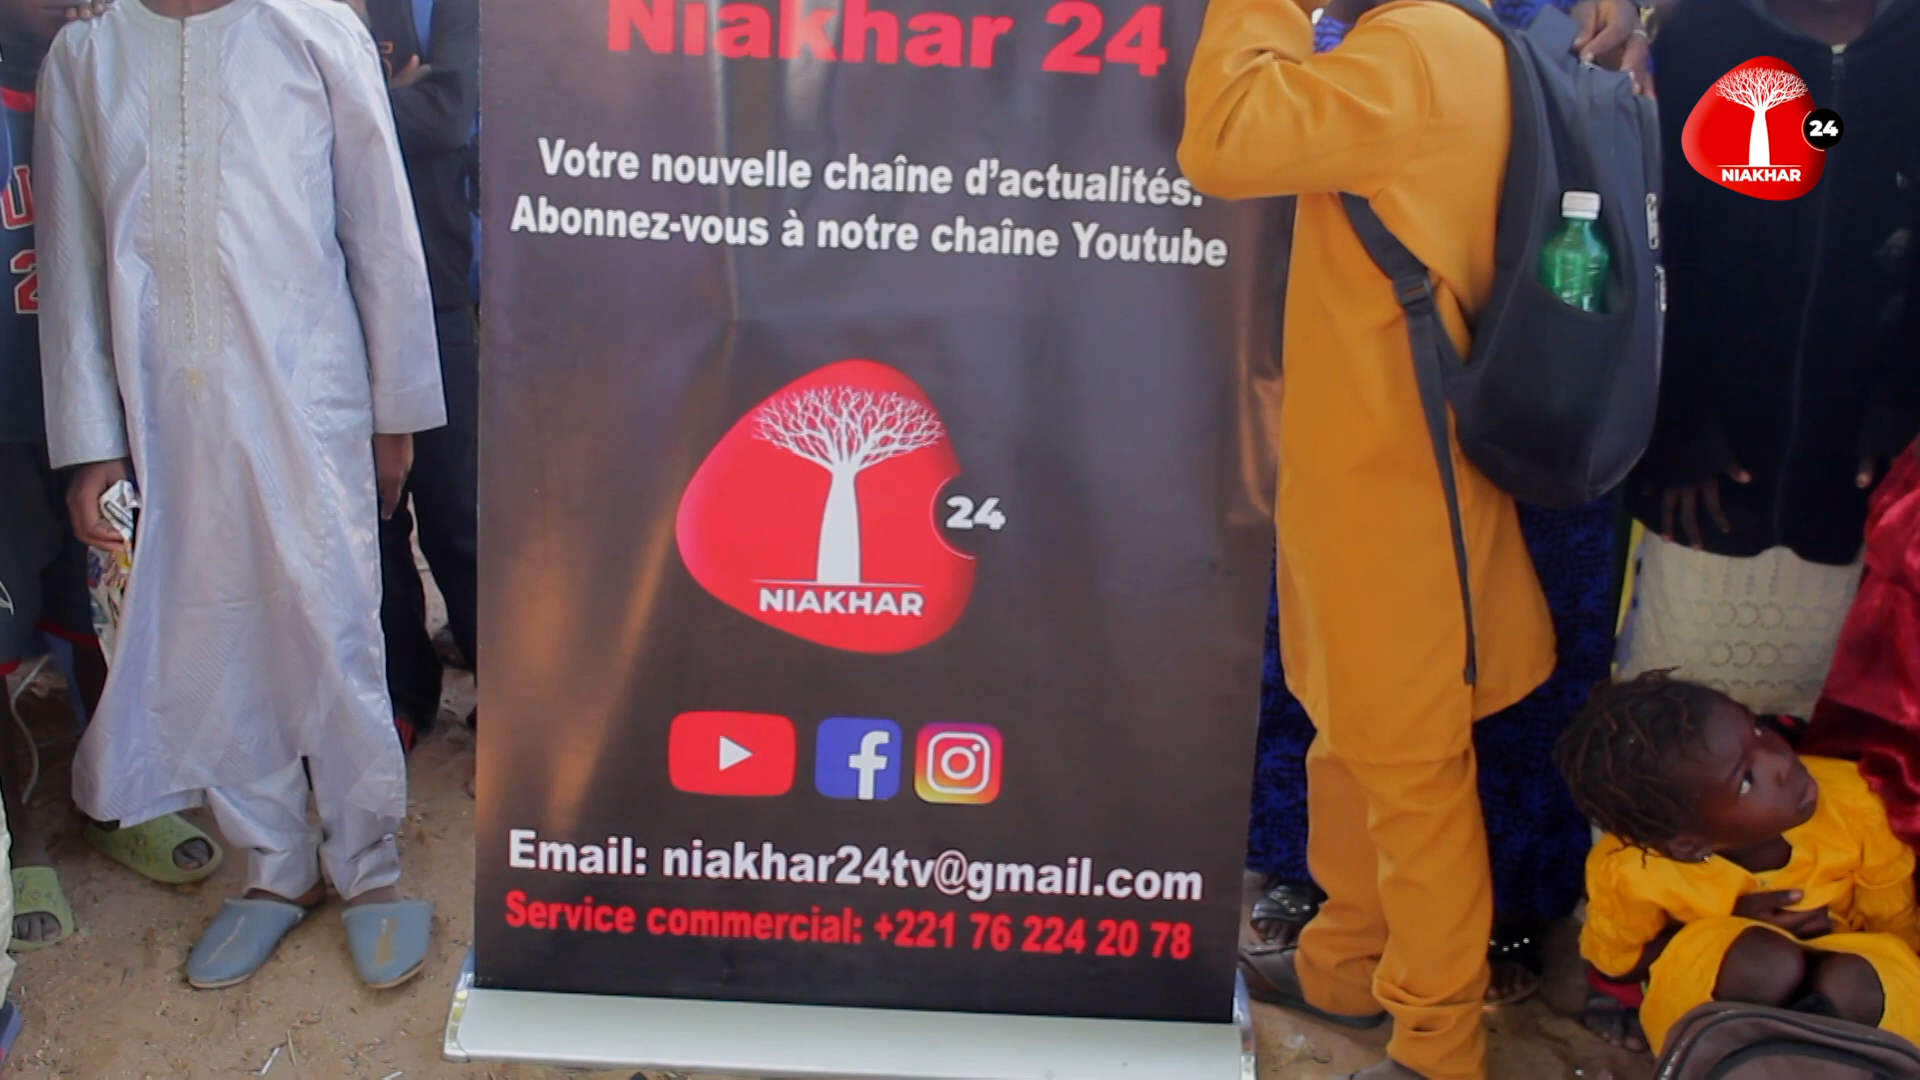 Niakhar 24
Votre nouvelle chaîne d'actualités.
Abonnez-vous à notre chaîne Youtube
24
NIAKHAR
Email: niakhar24tv@gmail.com
Service commercial: +221 76 224 20 78
24
NIAKHAR